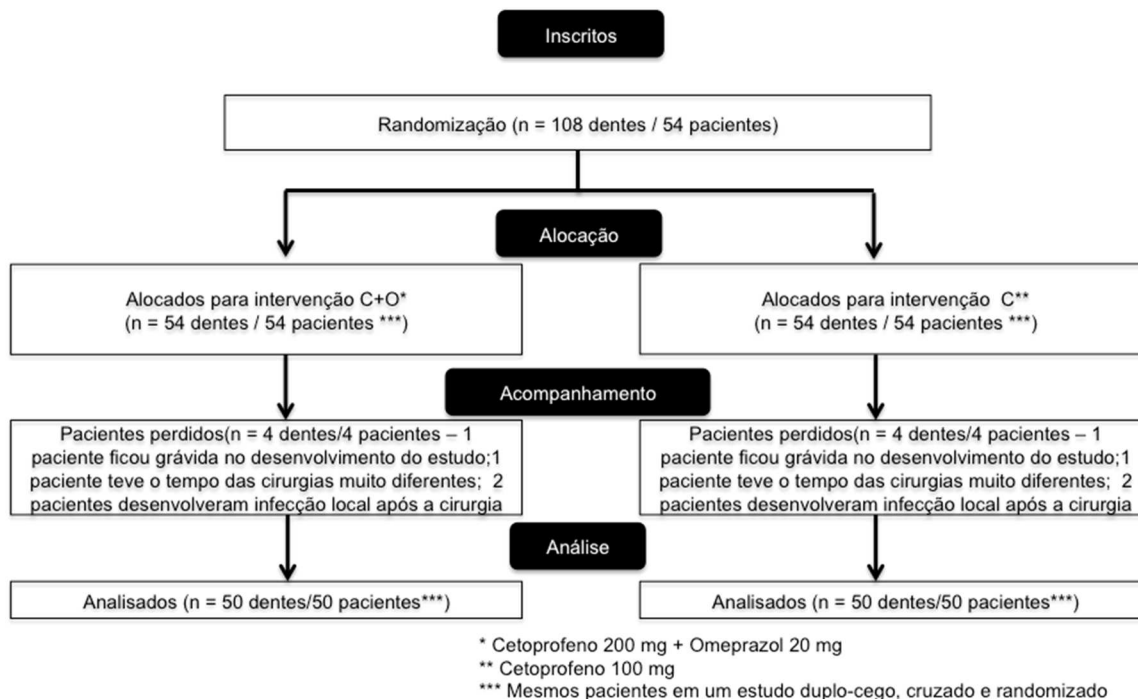 Inscritos
Randomização (n = 108 dentes / 54 pacientes)
Alocação
Alocados para intervenção C+O*
(n = 54 dentes / 54 pacientes ***)
Alocados para intervenção C**
(n = 54 dentes / 54 pacientes ***)
Acompanhamento
Pacientes perdidos(n = 4 dentes/4 pacientes – 1
paciente ficou grávida no desenvolvimento do estudo;1
paciente teve o tempo das cirurgias muito diferentes; 2
pacientes desenvolveram infecção local após a cirurgia
Pacientes perdidos(n = 4 dentes/4 pacientes – 1
paciente ficou grávida no desenvolvimento do estudo;1
paciente teve o tempo das cirurgias muito diferentes; 2
pacientes desenvolveram infecção local após a cirurgia
Análise
Analisados (n = 50 dentes/50 pacientes***)
Analisados (n = 50 dentes/50 pacientes***)
* Cetoprofeno 200 mg + Omeprazol 20 mg
** Cetoprofeno 100 mg
*** Mesmos pacientes em um estudo duplo-cego, cruzado e randomizado